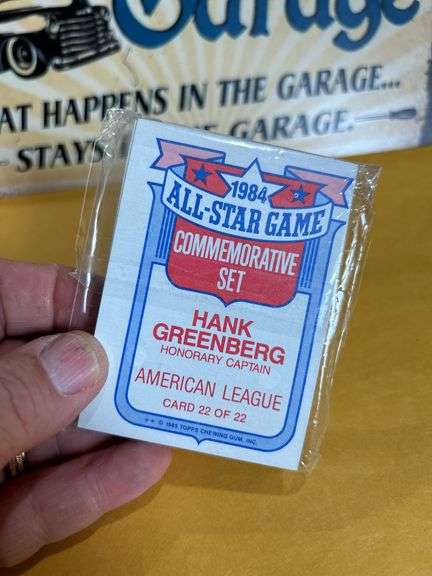 Garage
AT HAPPENS IN THE GARAGE...
STAYS GARAGE.
1984
ALL-STAR GAME
COMMEMORATIVE
SET
HANK
GREENBERG
HONORARY CAPTAIN
AMERICAN LEAGUE
CARD 22 OF 22
** © 1985 TOPPS CHEWING GUM, INC.